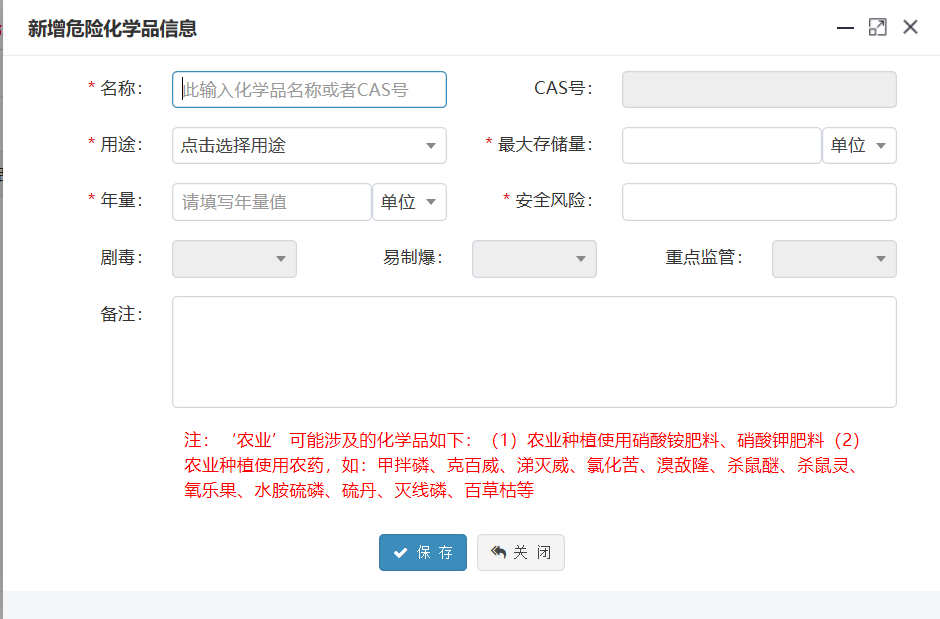 新增危险化学品信息
* 名称： 此输入化学品名称或者CAS号 CAS号：
* 用途： 点击选择用途 * 最大存储量： 单位
* 年量： 请填写年量值 单位 * 安全风险：
剧毒： 易制爆： 重点监管：
备注：
注：‘农业’可能涉及的化学品如下：（1）农业种植使用硝酸铵肥料、硝酸钾肥料（2）
农业种植使用农药，如：甲拌磷、克百威、涕灭威、氯化苦、溴敌隆、杀鼠醚、杀鼠灵、
氧乐果、水胺硫磷、硫丹、灭线磷、百草枯等
保 存 关 闭